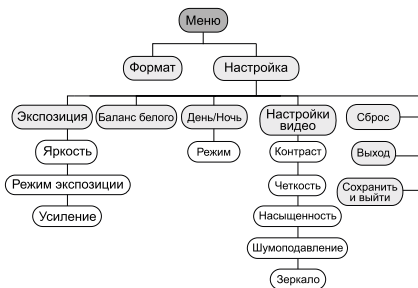 Меню
Формат
Настройка
Экспозиция
Баланс белого
День/Ночь
Настройки
видео
Сброс
Яркость
Режим
Контраст
Выход
Режим экспозиции
Четкость
Сохранить
и выйти
Усиление
Насыщенность
Шумоподавление
Зеркало